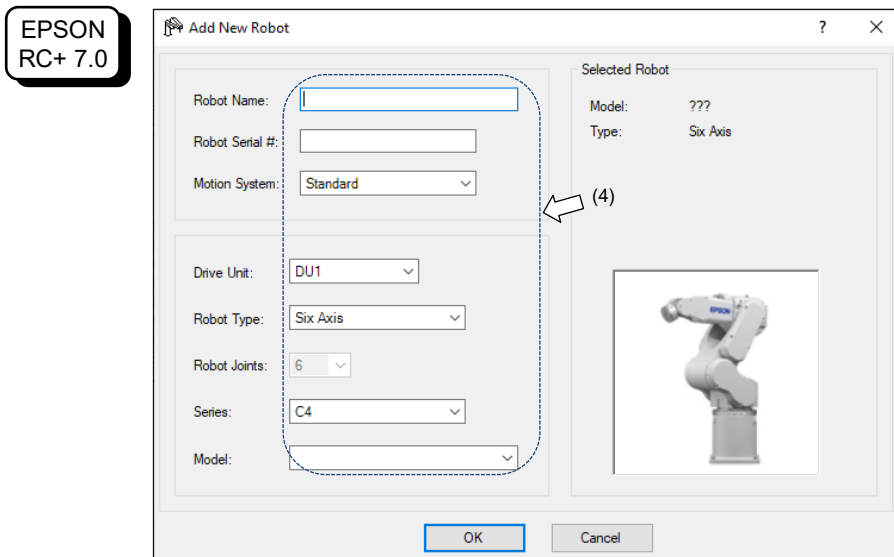 EPSON
RC+ 7.0
Add New Robot
?
Robot Name:
Robot Serial #:
Motion System:
Standard
Drive Unit:
DU1
Robot Type:
Six Axis
Robot Joints:
6
Series:
C4
Model:
(4)
Selected Robot
Model:
???
Type:
Six Axis
EPSON
OK
Cancel